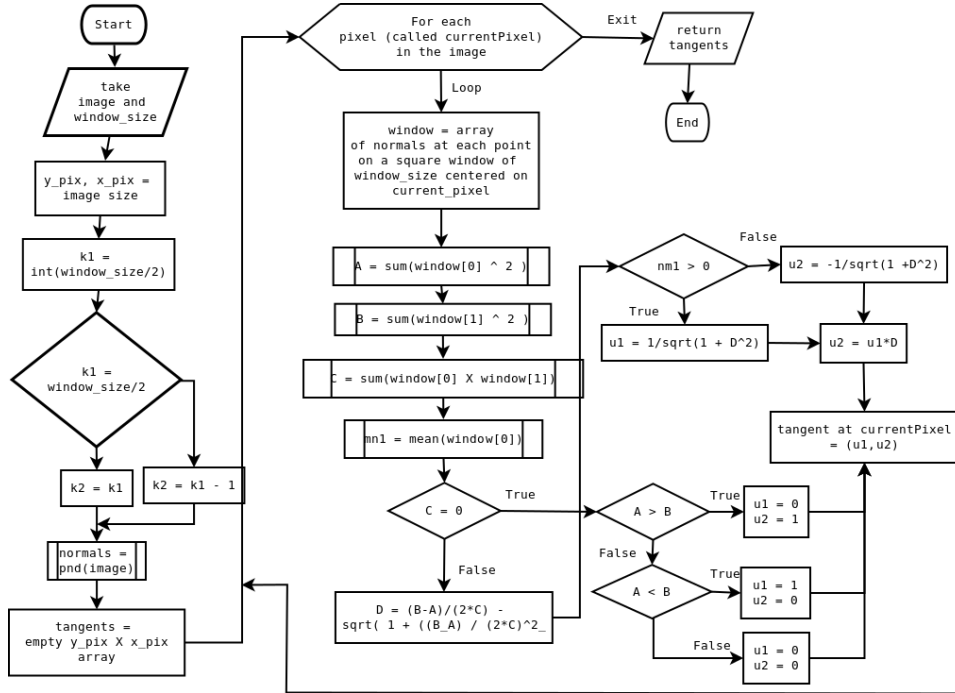 Start
take
image and
window_size
y_pix, x_pix =
image size
k1 =
int(window_size/2)
k1 =
window_size/2
k2 = k1
k2 = k1 - 1
normals =
pnd(image)
tangents =
empty y_pix X x_pix
array
For each
pixel (called currentPixel)
in the image
Exit
return
tangents
End
Loop
window = array
of normals at each point
on a square window of
window_size centered on
current_pixel
A = sum(window[0] ^ 2 )
B = sum(window[1] ^ 2 )
C = sum(window[0] X window[1])
mn1 = mean(window[0])
C = 0
True
False
D = (B-A)/(2*C) -
sqrt( 1 + ((B_A) / (2*C)^2_
nm1 > 0
False
u2 = -1/sqrt(1 +D^2)
True
u1 = 1/sqrt(1 + D^2)
u2 = u1*D
tangent at currentPixel
= (u1,u2)
A > B
True
u1 = 0
u2 = 1
False
A < B
True
u1 = 1
u2 = 0
False
u1 = 0
u2 = 0